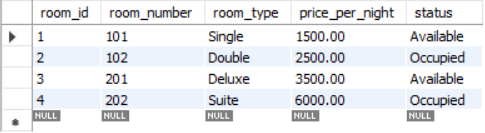 room_id room_number room_type price_per_night status
1 101 Single 1500.00 Available
2 102 Double 2500.00 Occupied
3 201 Deluxe 3500.00 Available
4 202 Suite 6000.00 Occupied
NULL NULL NULL NULL NULL